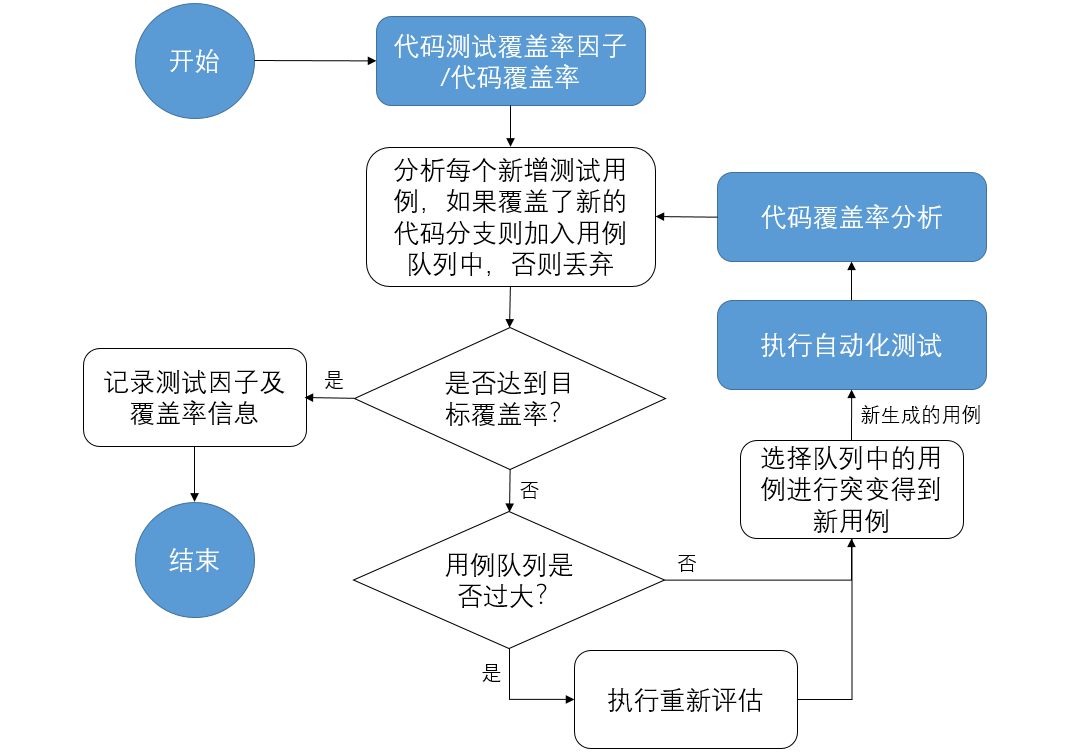 开始
代码测试覆盖率因子
/代码覆盖率
分析每个新增测试用
例，如果覆盖了新的
代码分支则加入用例
队列中，否则丢弃
代码覆盖率分析
执行自动化测试
新生成的用例
选择队列中的用
例进行突变得到
新用例
是否达到目
标覆盖率？
是
记录测试因子及
覆盖率信息
结束
否
用例队列是
否过大？
否
是
执行重新评估